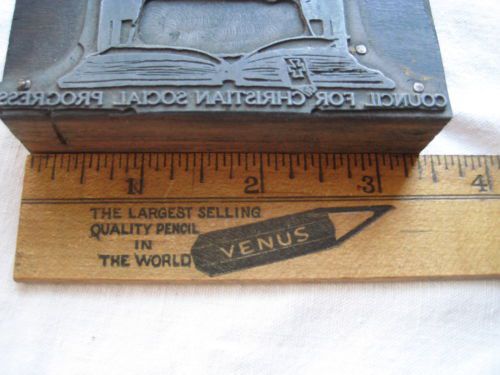 COUNCIL FOR CHRISTIAN SOCIAL PROGRESS
1 2 3 4
THE LARGEST SELLING
QUALITY PENCIL
IN
THE WORLD
VENUS